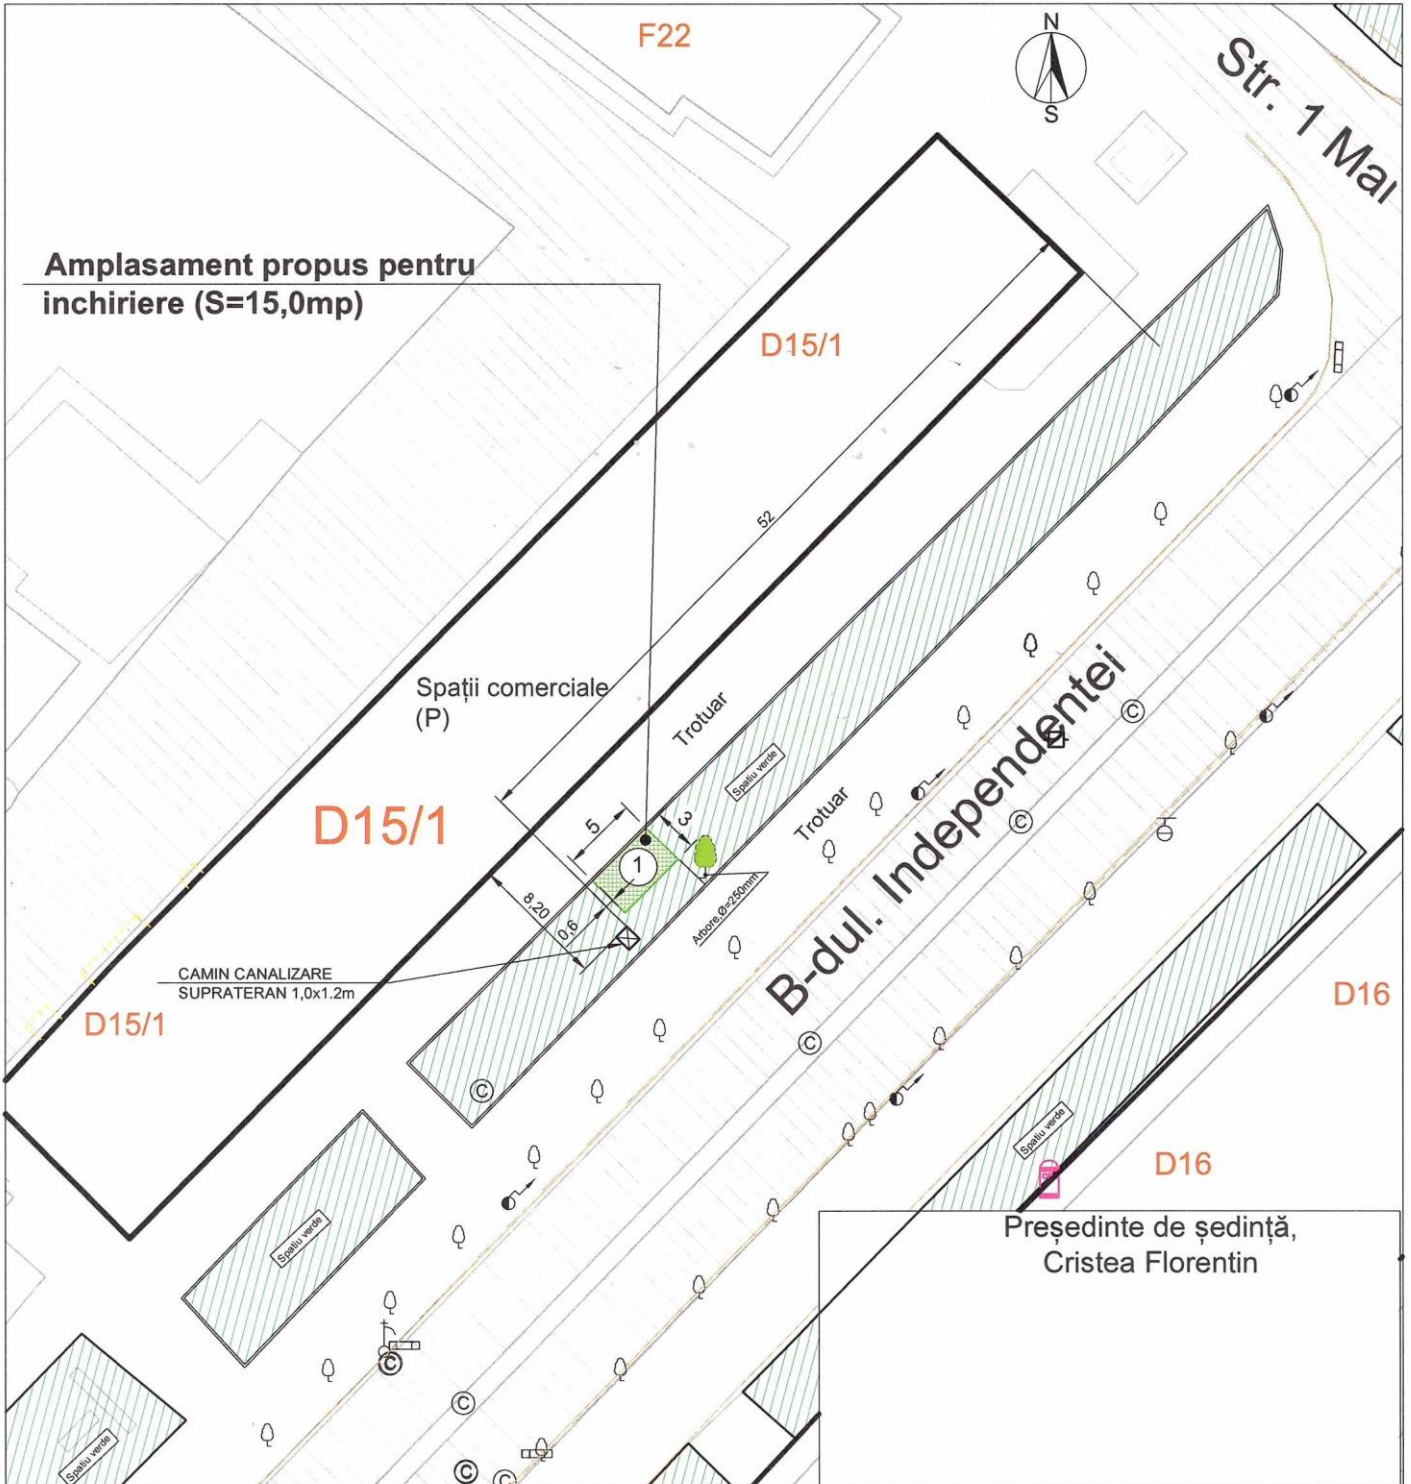 F22
N
S
Str. 1 Mai
Amplasament propus pentru
inchiriere (S=15,0mp)
D15/1
52
Spații comerciale
(P)
Trotuar
Spatiu verde
Trotuar
D15/1
5
3
1
8,20
0,6
Arbore,Ø=250mm
B-dul. Independentei
C
C
C
CAMIN CANALIZARE
SUPRATERAN 1,0x1.2m
D15/1
D16
C
Spatiu verde
D16
Spatiu verde
Președinte de ședință,
Cristea Florentin
C
C
Spatiu verde
C
C